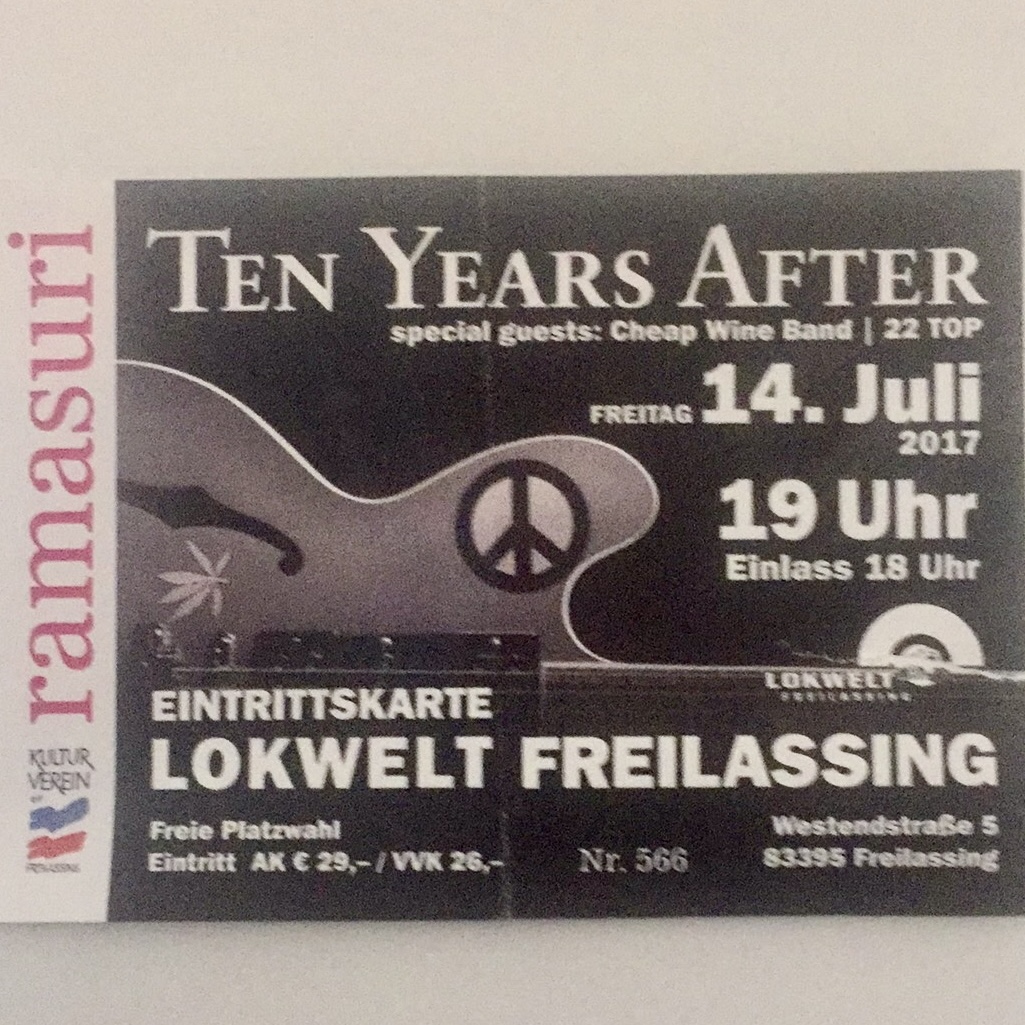 ramasuri
KULTUR
VEREIN
TEN YEARS AFTER
special guests: Cheap Wine Band | 22 TOP
FREITAG 14. Juli
2017
19 Uhr
Einlass 18 Uhr
LOKWELT
FREILASSING
EINTRITTSKARTE
LOKWELT FREILASSING
Freie Platzwahl
Westendstraße 5
Eintritt AK € 29,– / VVK 26,–
Nr. 566
83395 Freilassing